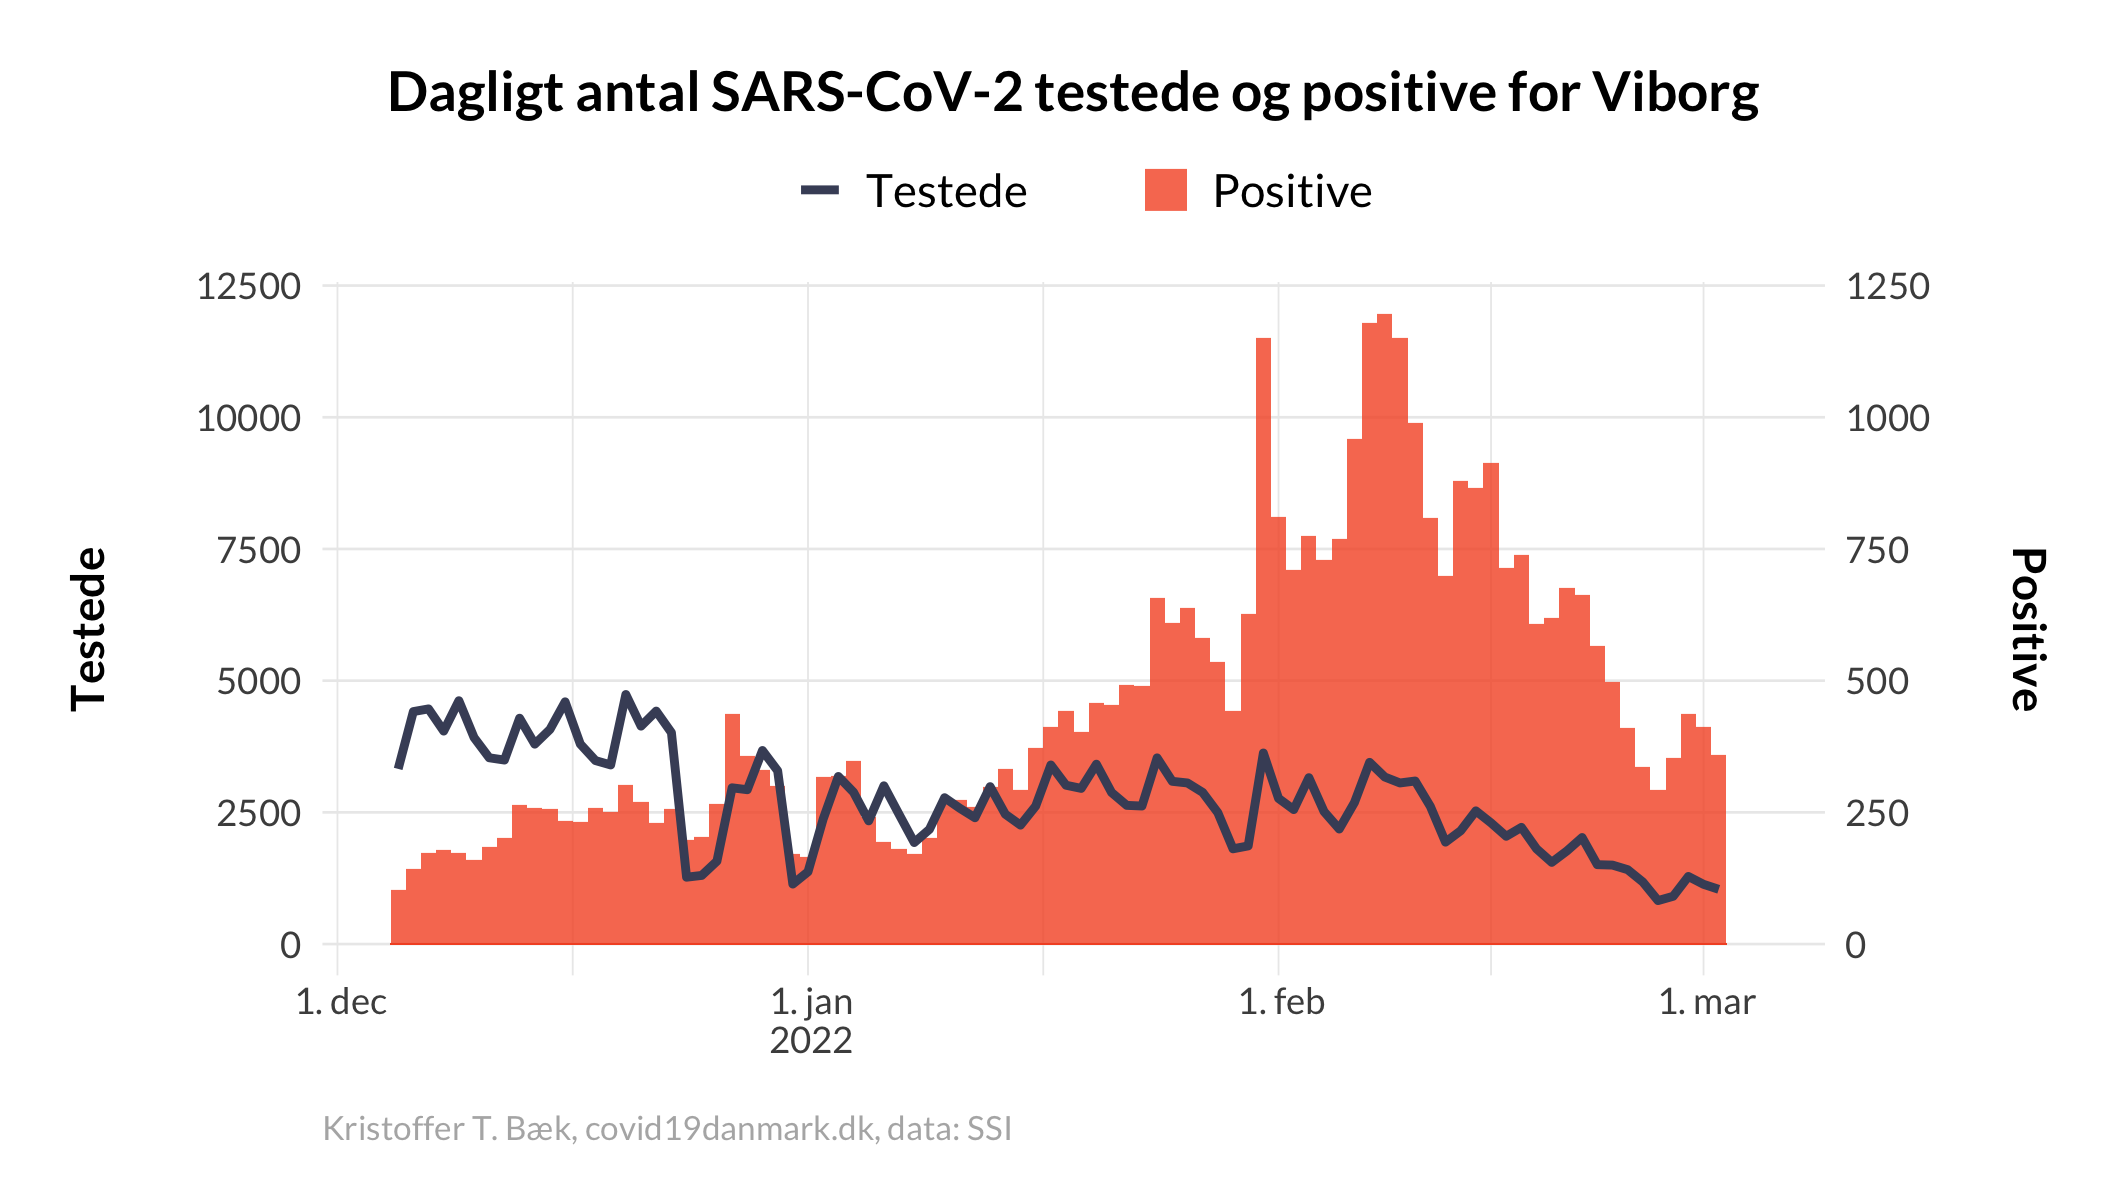 Dagligt antal SARS-CoV-2 testede og positive for Viborg
Testede
Positive
12500
10000
7500
5000
2500
0
Testede
1250
1000
750
500
250
0
Positive
1. dec
1. jan
2022
1. feb
1. mar
Kristoffer T. Bæk, covid19danmark.dk, data: SSI